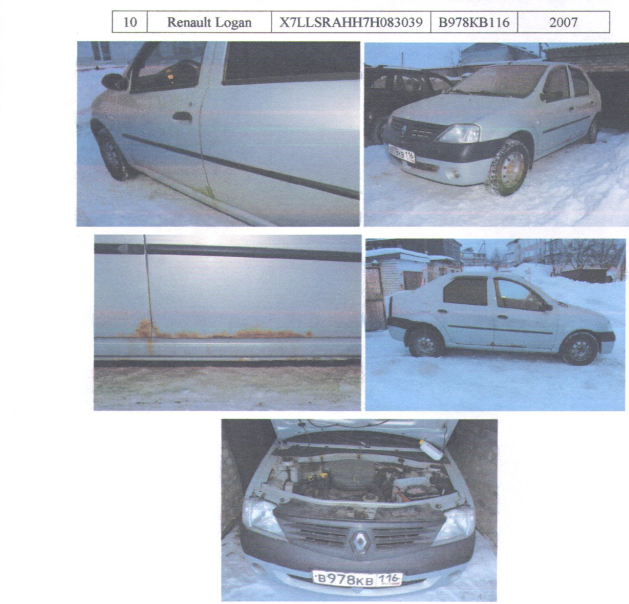 10 Renault Logan X7LLSRAHH7H083039 B978KB116 2007
В978КВ 116